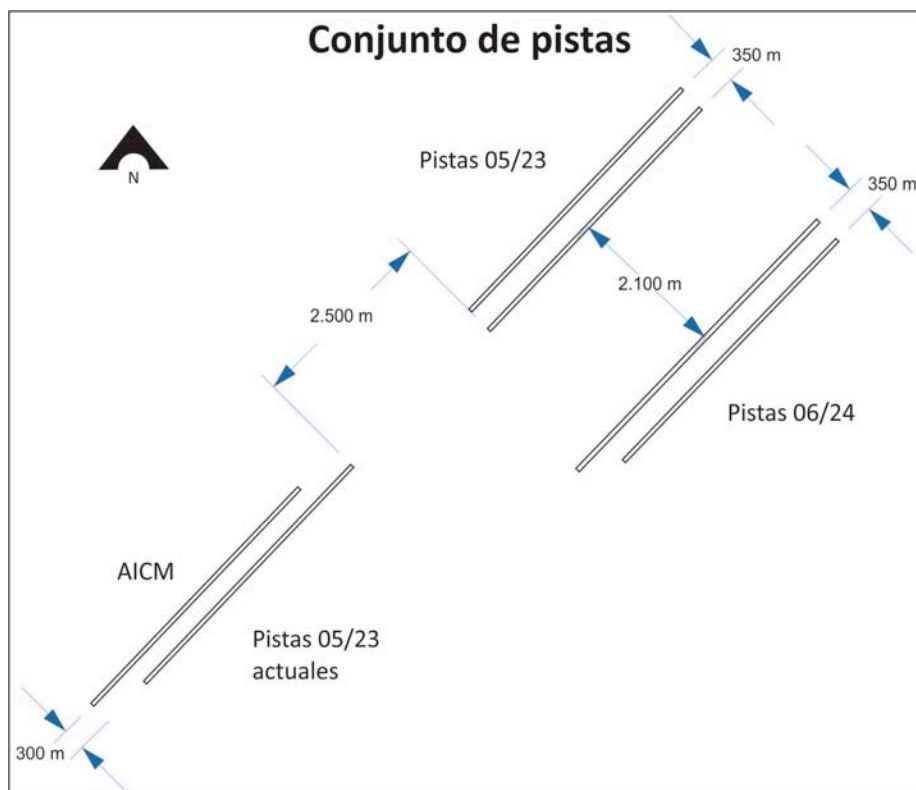 Conjunto de pistas
350 m
N
Pistas 05/23
350 m
2.500 m
2.100 m
Pistas 06/24
AICM
Pistas 05/23
actuales
300 m